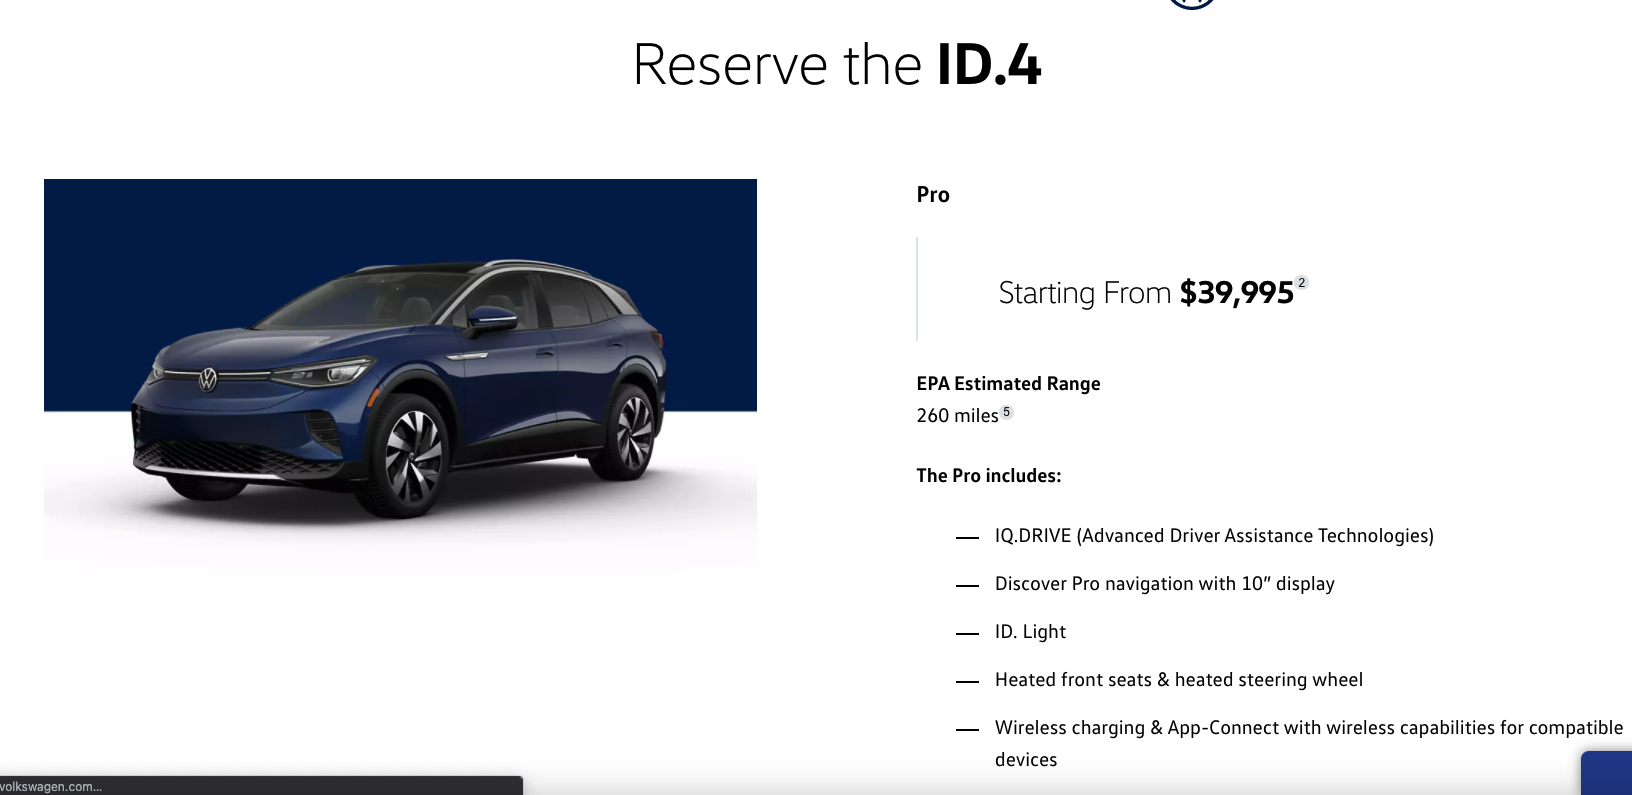 Reserve the ID.4
Pro
Starting From $39,995 2
EPA Estimated Range
260 miles 5
The Pro includes:
— IQ.DRIVE (Advanced Driver Assistance Technologies)
— Discover Pro navigation with 10″ display
— ID. Light
— Heated front seats & heated steering wheel
— Wireless charging & App-Connect with wireless capabilities for compatible
devices
volkswagen.com...